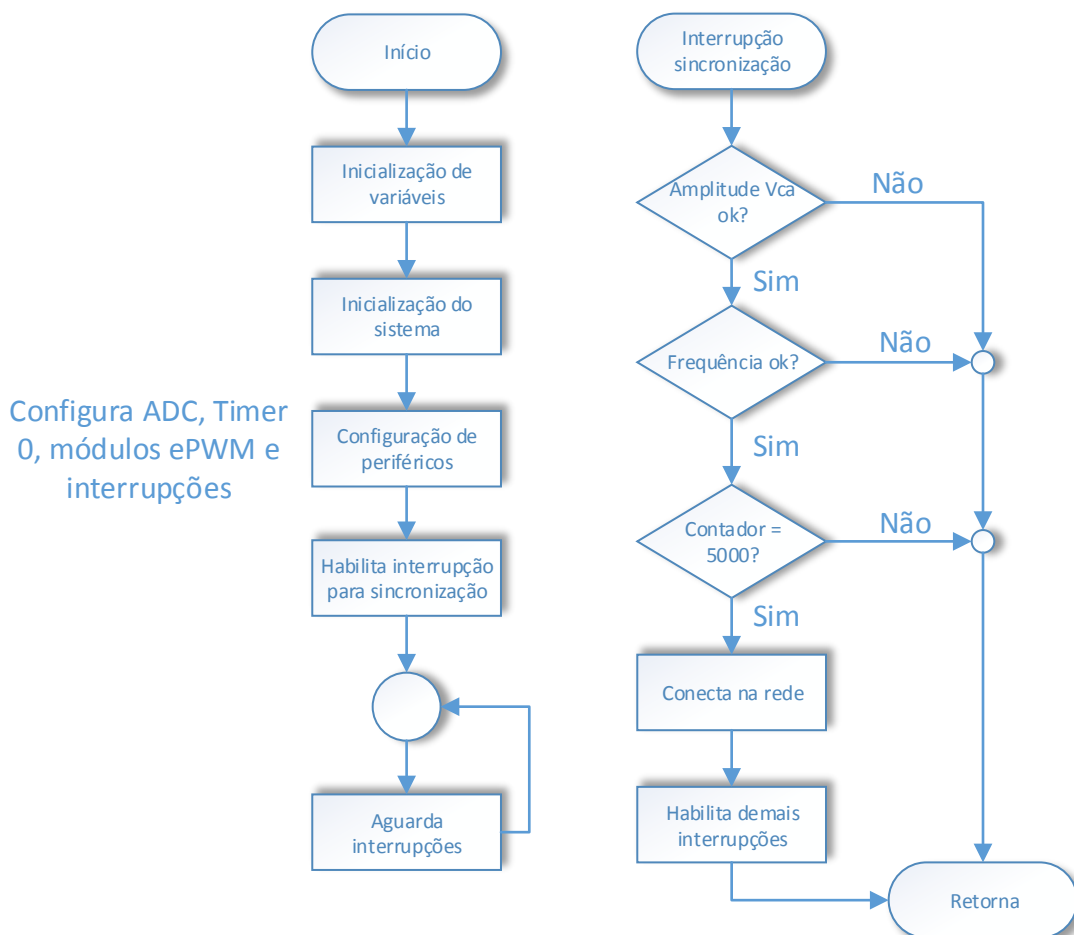 Início
Inicialização de
variáveis
Inicialização do
sistema
Configura ADC, Timer
0, módulos ePWM e
interrupções
Configuração de
periféricos
Habilita interrupção
para sincronização
Aguarda
interrupções
Interrupção
sincronização
Amplitude Vca
ok?
Não
Sim
Frequência ok?
Não
Sim
Contador =
5000?
Não
Sim
Conecta na rede
Habilita demais
interrupções
Retorna